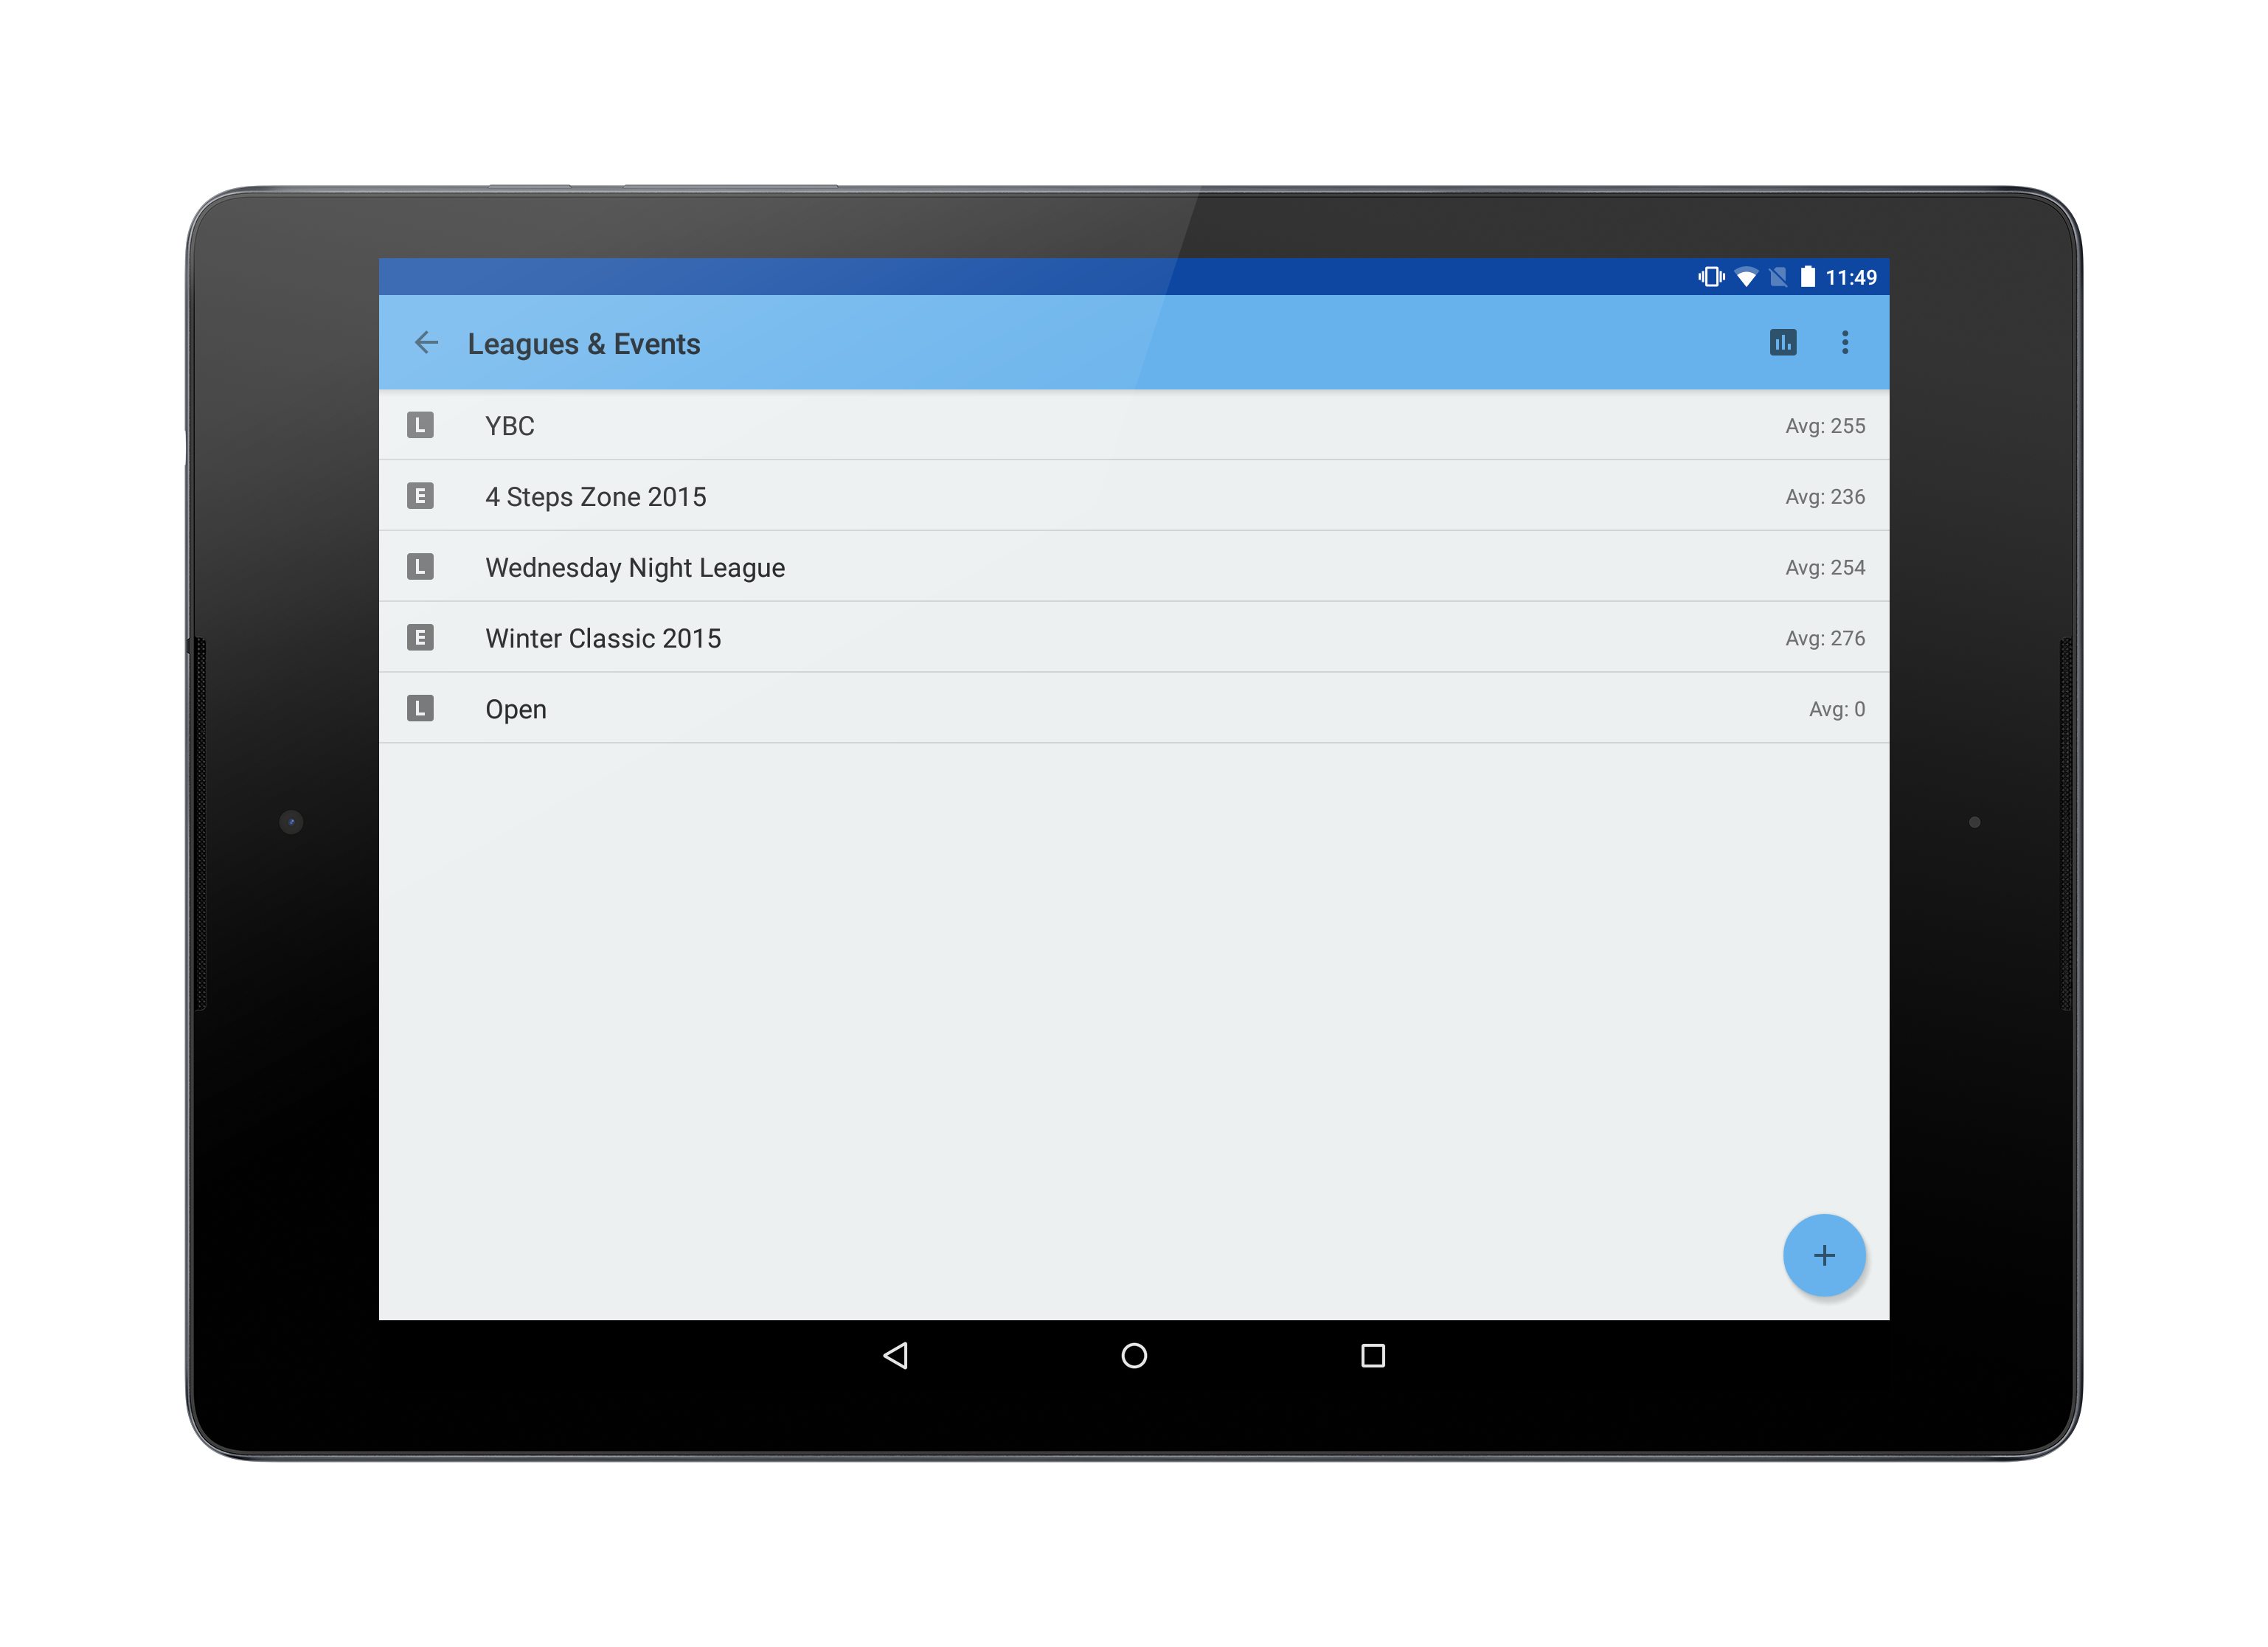 11:49
Leagues & Events
L YBC Avg: 255
E 4 Steps Zone 2015 Avg: 236
L Wednesday Night League Avg: 254
E Winter Classic 2015 Avg: 276
L Open Avg: 0
+